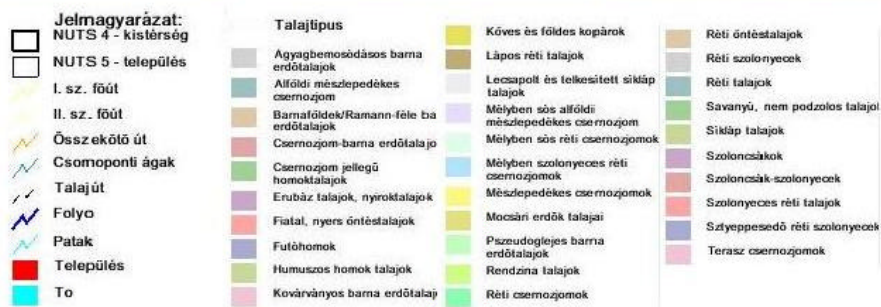 Jelmagyarázat:
NUTS 4 - kistérség
NUTS 5 - település
I. sz. főút
II. sz. főút
Összekötő út
Csomoponti ágak
Talajút
Folyo
Patak
Település
To
Talajtipus
Agyagbemosódásos barna
erdőtalajok
Alföldi mészlepedékes
csernozjom
Barnaföldek/Ramann-féle ba
erdőtalajok
Csernozjom-barna erdőtalajo
Csernozjom jellegű
homoktalajok
Erubáz talajok, nyiroktalajok
Fiatal, nyers öntéstalajok
Futóhomok
Humuszos homok talajok
Kovárványos barna erdőtalaj
Köves és földes kopárok
Lápos réti talajok
Lecsapolt és telkesített síkláp
talajok
Mélyben sós alföldi
mészlepedékes csernozjom
Mélyben sós réti csernozjomok
Mélyben szolonyeces réti
csernozjomok
Mészlepedékes csernozjomok
Mocsári erdők talajai
Pszeudoglejes barna
erdőtalajok
Rendzina talajok
Réti csernozjomok
Réti öntéstalajok
Réti szolonyecek
Réti talajok
Savanyú, nem podzolos talajol
Síkláp talajok
Szoloncsákok
Szoloncsák-szolonyecek
Szolonyeces réti talajok
Sztyeppesedő réti szolonyecek
Terasz csernozjomok